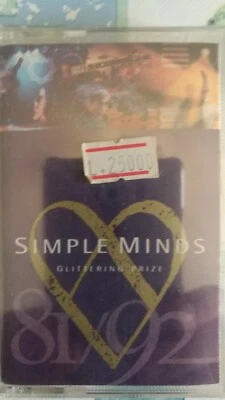 L.25000
SIMPLE MINDS
GLITTERING PRIZE
81/92